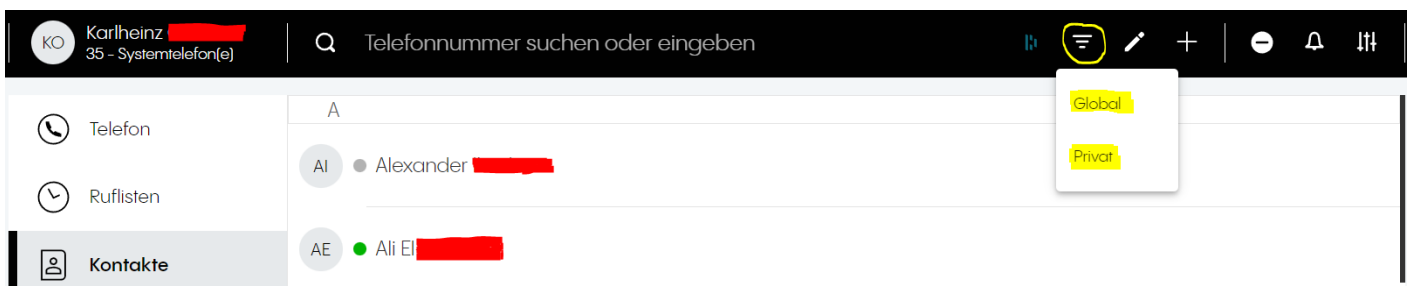 KO
Karlheinz
35 - Systemtelefon(e)
Telefonnummer suchen oder eingeben
Global
Privat
Telefon
Ruflisten
Kontakte
A
AI
Alexander
AE
Ali El